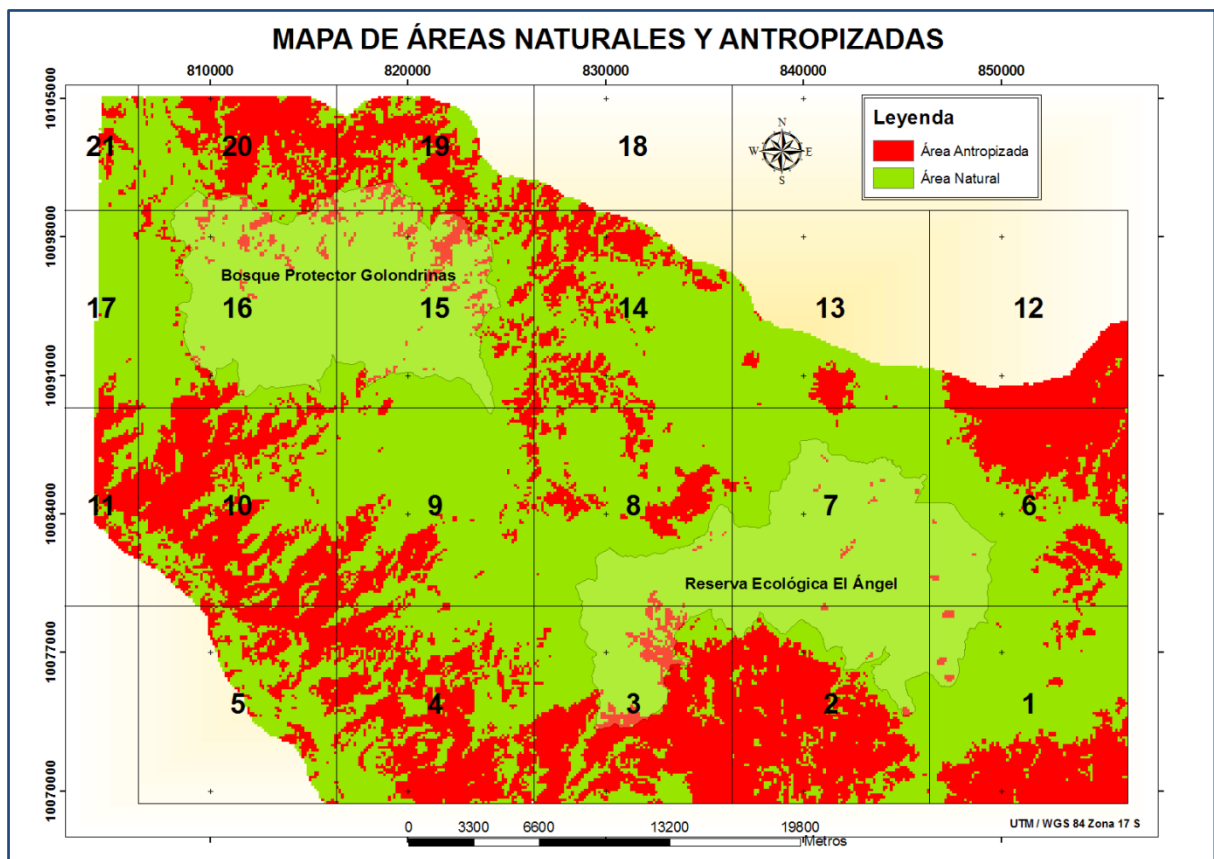 MAPA DE ÁREAS NATURALES Y ANTROPIZADAS
810000 820000 830000 840000 850000
10105000
10098000
10091000
10084000
10077000
10070000
Leyenda
Área Antropizada
Área Natural
N
W E
S
21 20 19 18
Bosque Protector Golondrinas
17 16 15 14 13 12
11 10 9 8 7 6
Reserva Ecológica El Ángel
5 4 3 2 1
UTM / WGS 84 Zona 17 S
0 3300 6600 13200 19800
Metros